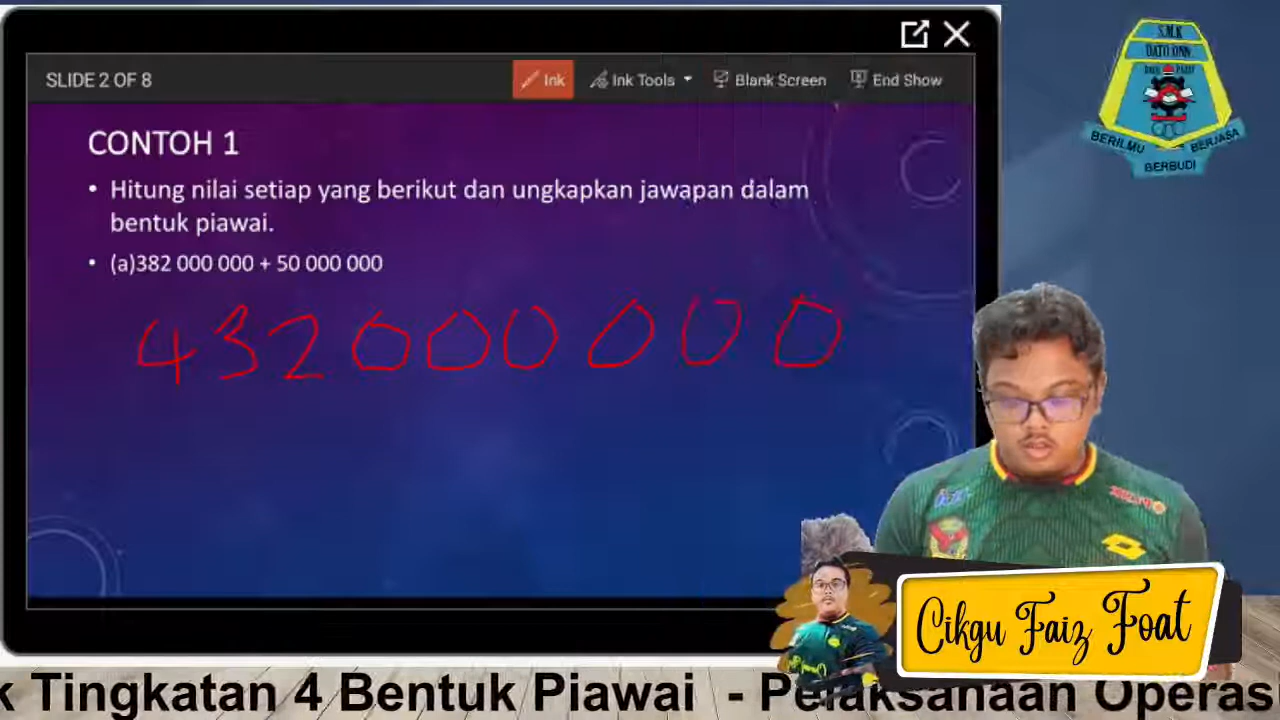 SLIDE 2 OF 8
Ink
Ink Tools
Blank Screen
End Show
S.M.K
DATO ONN
BERILMU
BERBUDI
BERJASA
CONTOH 1
• Hitung nilai setiap yang berikut dan ungkapkan jawapan dalam
bentuk piawai.
• (a)382 000 000 + 50 000 000
432000000
Cikgu Faiz Foat
k Tingkatan 4 Bentuk Piawai - Pelaksanaan Operasi